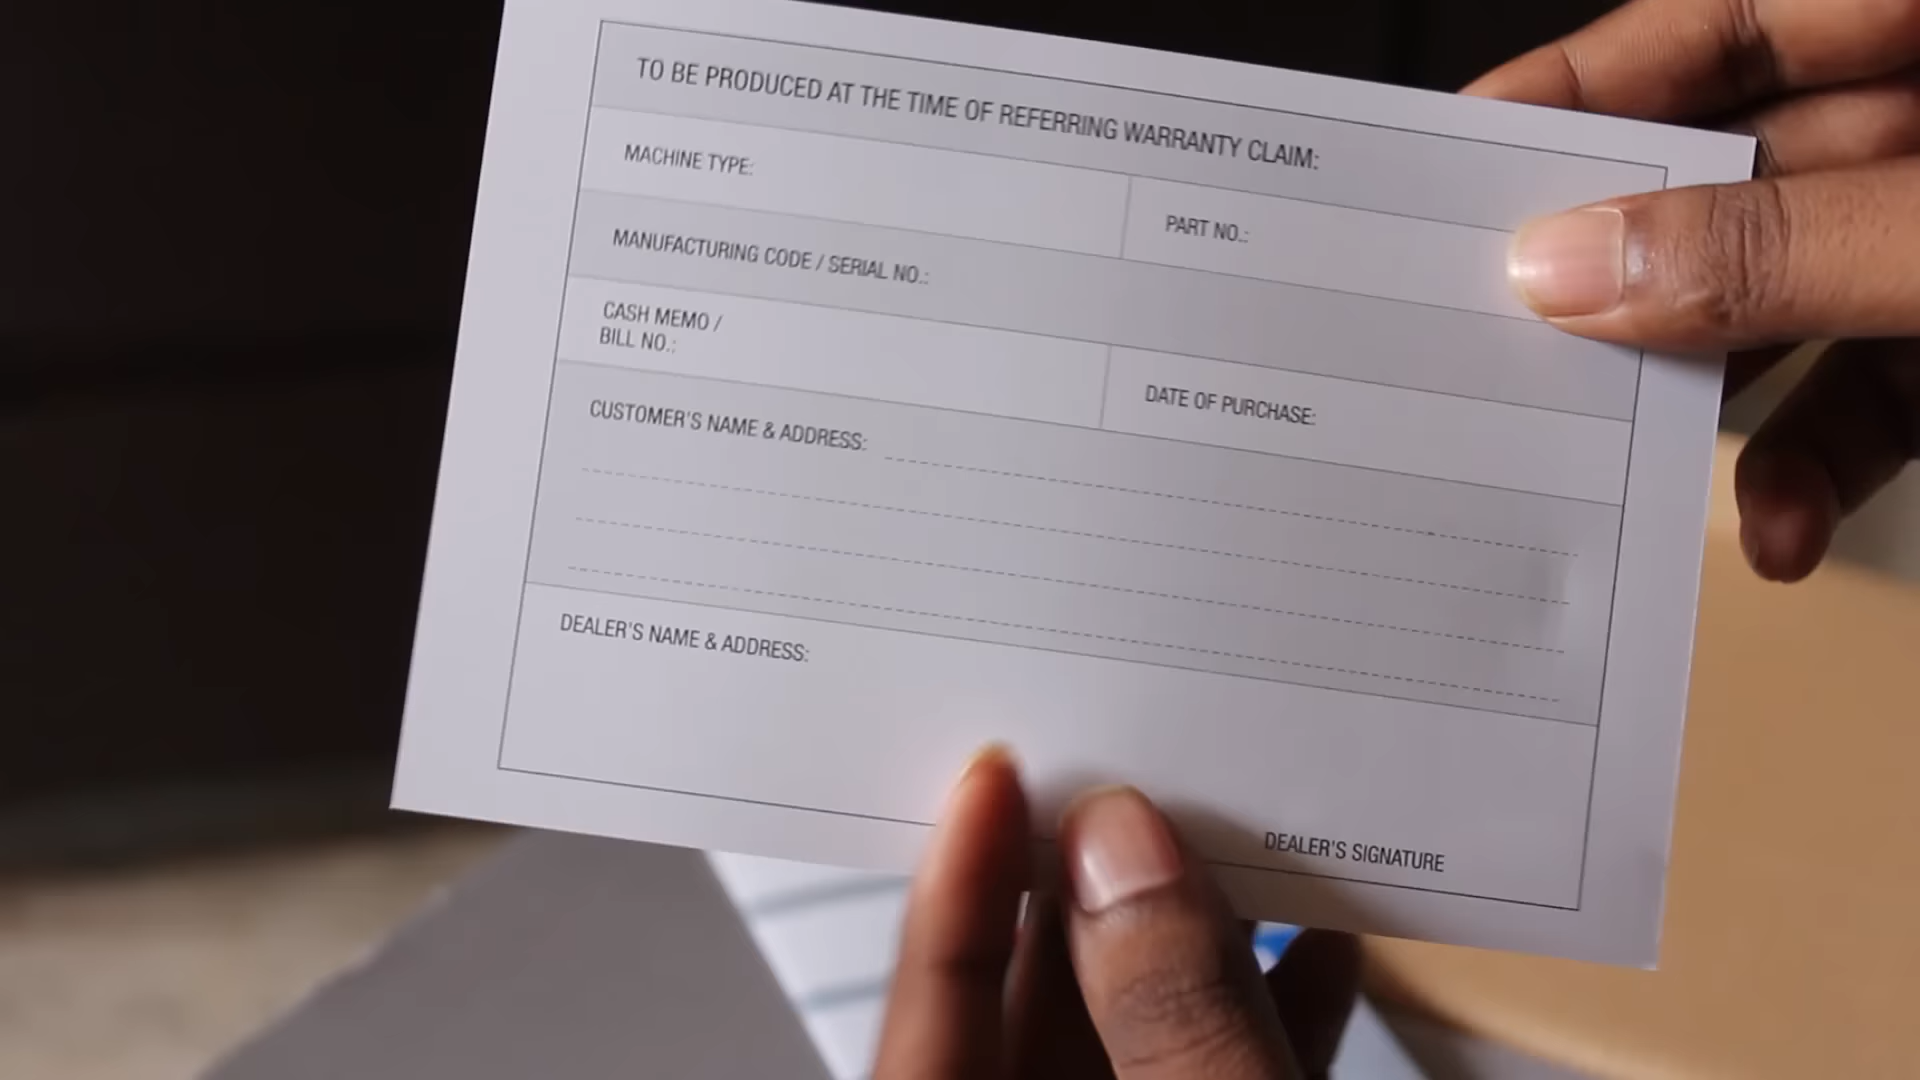 TO BE PRODUCED AT THE TIME OF REFERRING WARRANTY CLAIM:
MACHINE TYPE:
PART NO.:
MANUFACTURING CODE / SERIAL NO.:
CASH MEMO /
BILL NO.:
DATE OF PURCHASE:
CUSTOMER'S NAME & ADDRESS:
DEALER'S NAME & ADDRESS:
DEALER'S SIGNATURE